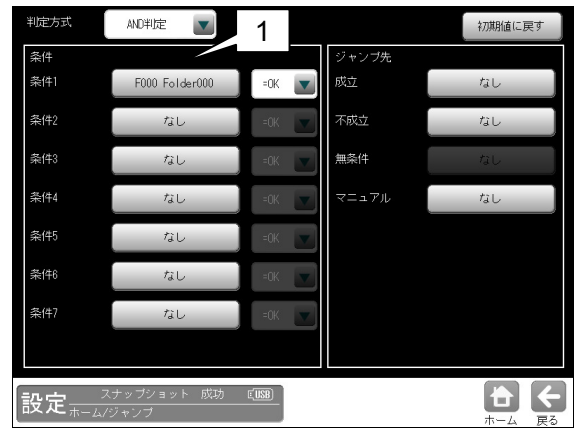 判定方式 AND判定 1 初期値に戻す
条件 ジャンプ先
条件1 F000 Folder000 =OK 成立 なし
条件2 なし =OK 不成立 なし
条件3 なし =OK 無条件 なし
条件4 なし =OK マニュアル なし
条件5 なし =OK
条件6 なし =OK
条件7 なし =OK
設定 スナップショット 成功 USB
ホーム/ジャンプ
ホーム 戻る